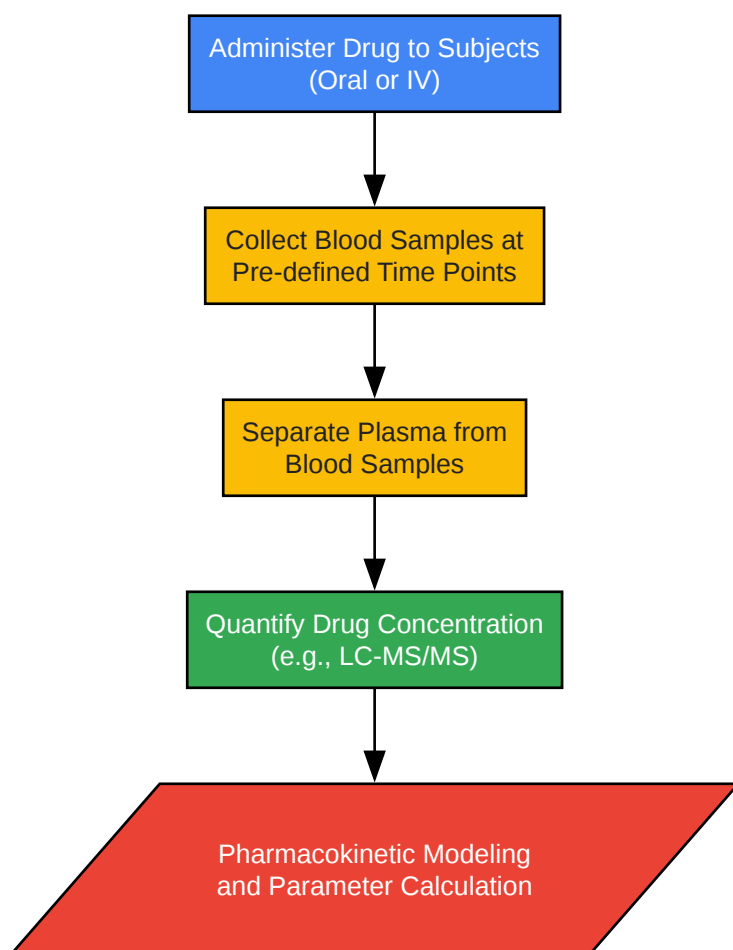 Administer Drug to Subjects
(Oral or IV)
Collect Blood Samples at
Pre-defined Time Points
Separate Plasma from
Blood Samples
Quantify Drug Concentration
(e.g., LC-MS/MS)
Pharmacokinetic Modeling
and Parameter Calculation